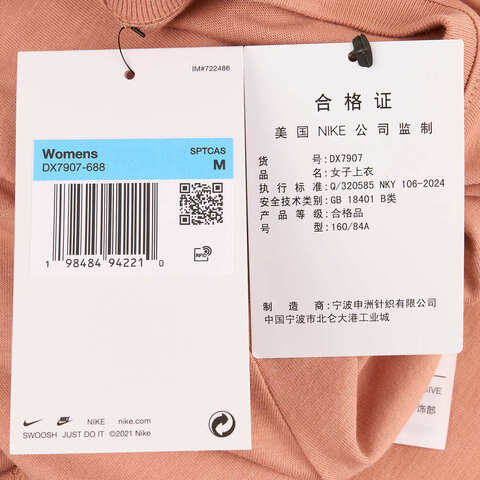 IM#722486
Womens
DX7907-688
SPTCAS
M
RFID
1 98484 94221 0
NIKE
nike.com
SWOOSH JUST DO IT ©2021 Nike
合格证
美国 NIKE 公司监制
货号:DX7907
品名:女子上衣
执行标准:Q/320585 NKY 106-2024
安全技术类别:GB 18401 B类
产品等级:合格品
号型:160/84A
制造商:宁波申洲针织有限公司
中国宁波市北仑大港工业城
SIVE
饰部